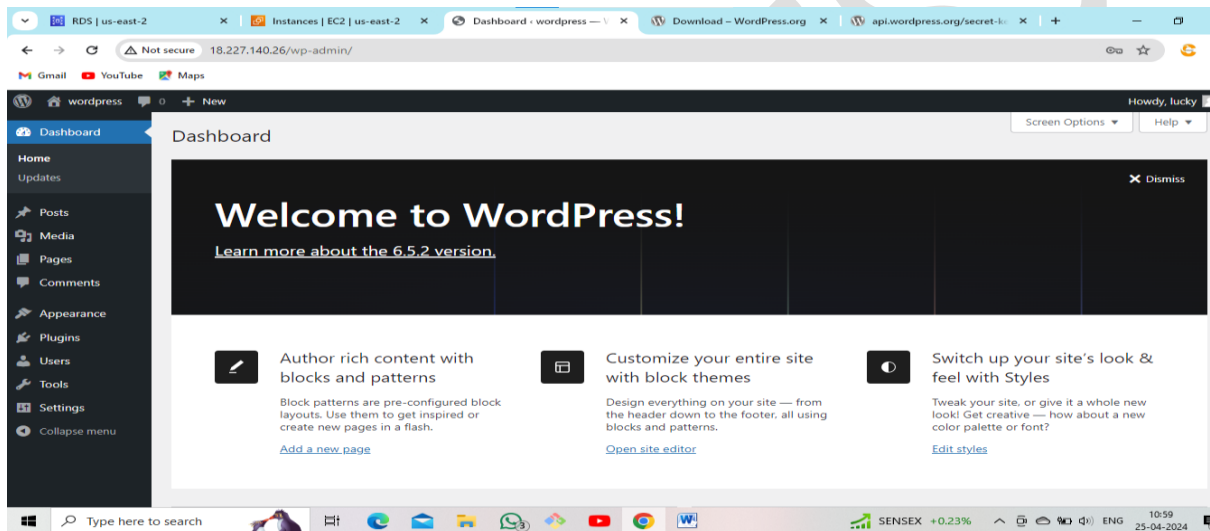 RDS | us-east-2
Instances | EC2 | us-east-2
Dashboard ‹ wordpress —
Download – WordPress.org
api.wordpress.org/secret-k
Not secure 18.227.140.26/wp-admin/
Gmail YouTube Maps
wordpress 0 + New Howdy, lucky
Screen Options Help
Dashboard
Home
Updates
Posts
Media
Pages
Comments
Appearance
Plugins
Users
Tools
Settings
Collapse menu
Dashboard
Dismiss
Welcome to WordPress!
Learn more about the 6.5.2 version.
Author rich content with
blocks and patterns
Block patterns are pre-configured block
layouts. Use them to get inspired or
create new pages in a flash.
Add a new page
Customize your entire site
with block themes
Design everything on your site — from
the header down to the footer, all using
blocks and patterns.
Open site editor
Switch up your site's look &
feel with Styles
Tweak your site, or give it a whole new
look! Get creative — how about a new
color palette or font?
Edit styles
Type here to search
SENSEX +0.23%
ENG
10:59
25-04-2024